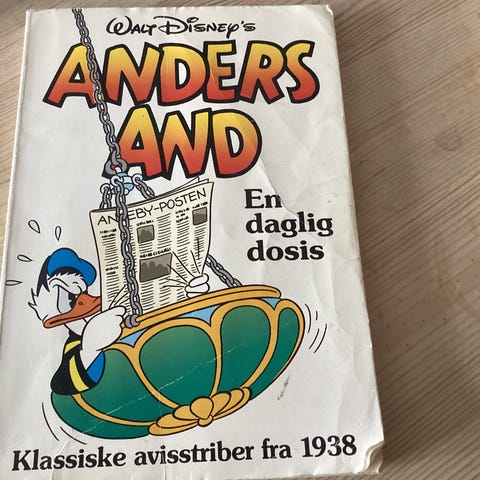 Walt Disney's
ANDERS
AND
ANDEBY-POSTEN
En
daglig
dosis
Klassiske avisstriber fra 1938